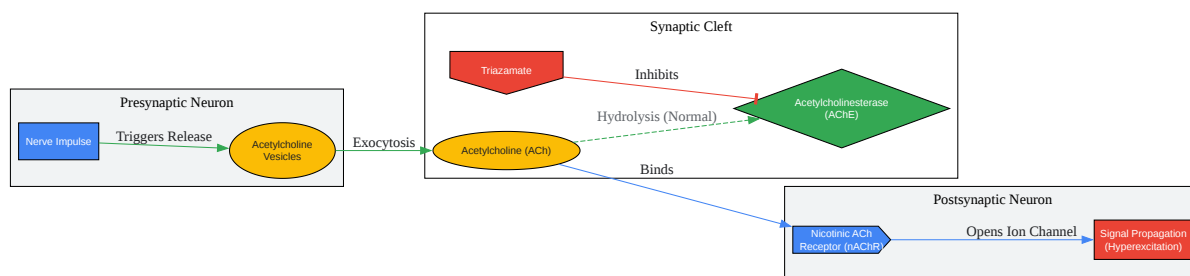 Synaptic Cleft
Triazamate
Inhibits
Acetylcholinesterase
(AChE)
Presynaptic Neuron
Nerve Impulse
Triggers Release
Acetylcholine
Vesicles
Exocytosis
Hydrolysis (Normal)
Acetylcholine (ACh)
Binds
Postsynaptic Neuron
Nicotinic ACh
Receptor (nAChR)
Opens Ion Channel
Signal Propagation
(Hyperexcitation)